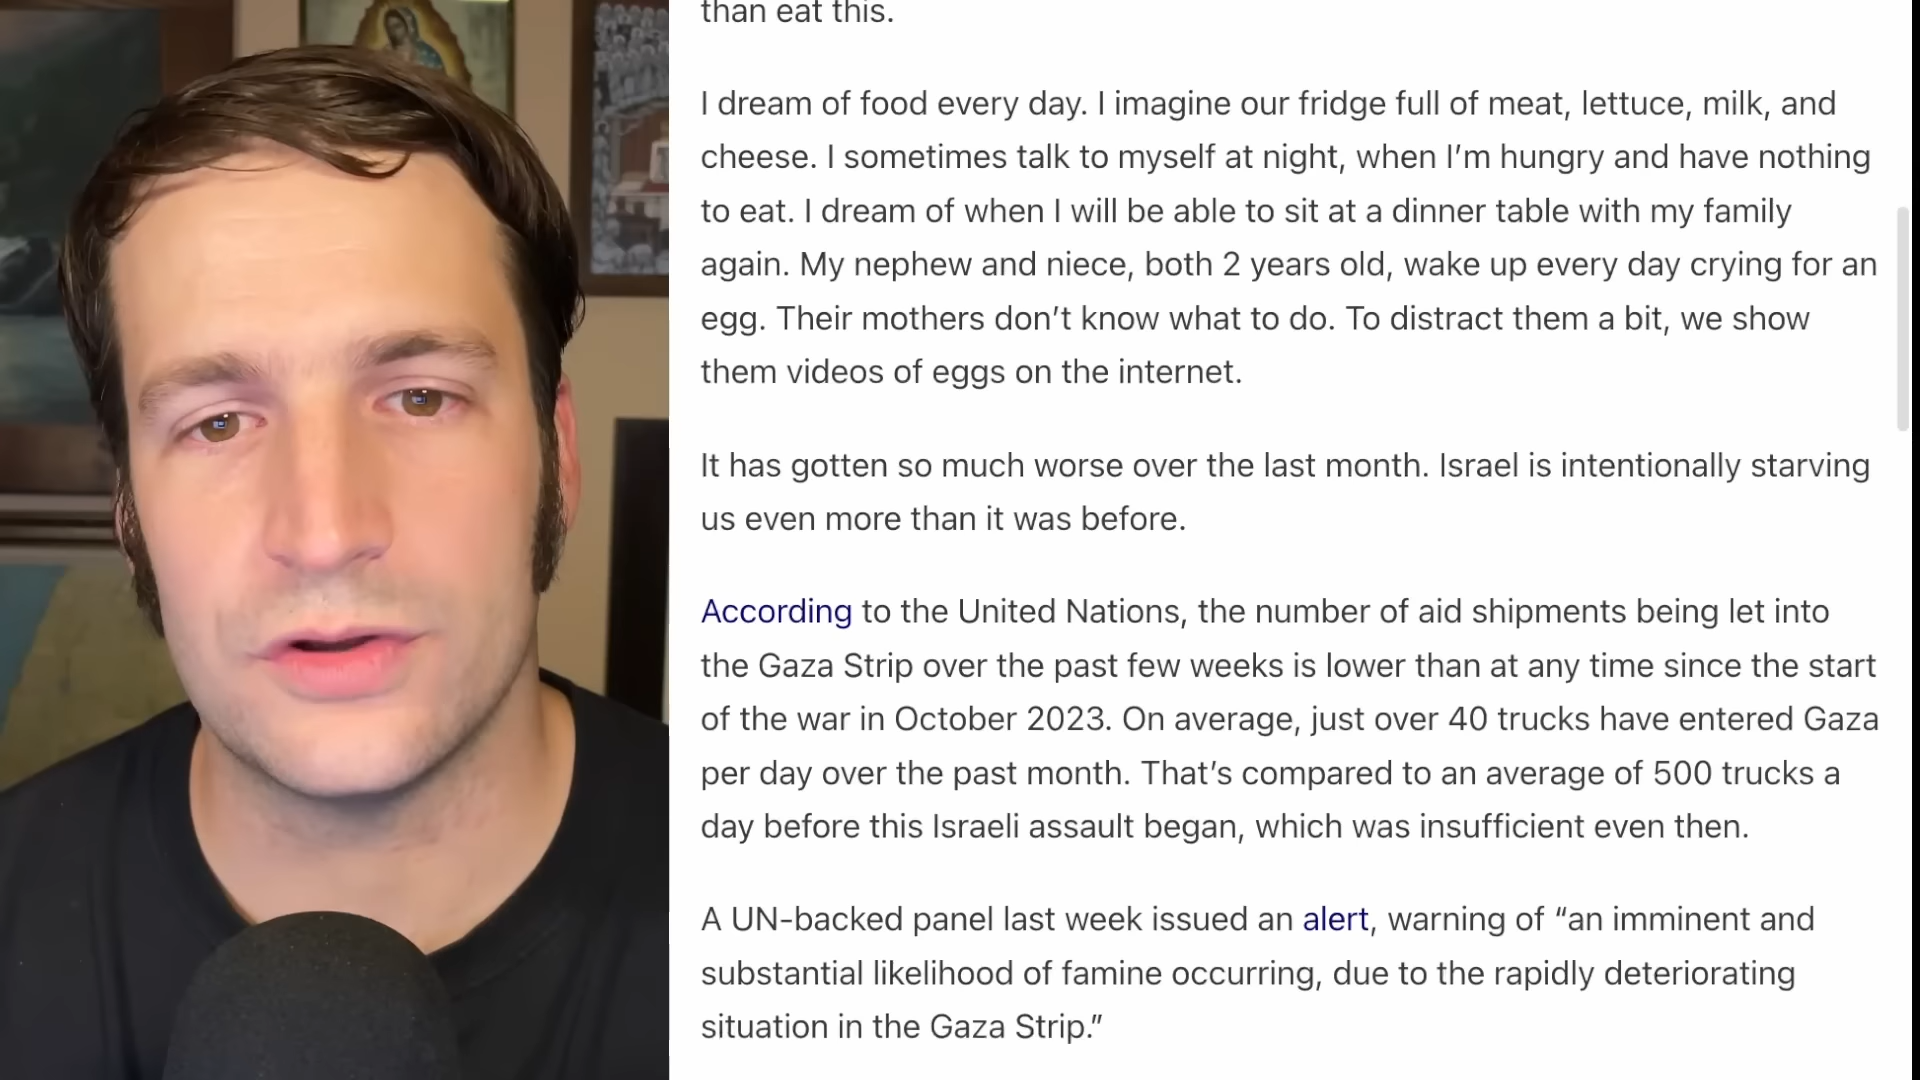 than eat this.
I dream of food every day. I imagine our fridge full of meat, lettuce, milk, and
cheese. I sometimes talk to myself at night, when I’m hungry and have nothing
to eat. I dream of when I will be able to sit at a dinner table with my family
again. My nephew and niece, both 2 years old, wake up every day crying for an
egg. Their mothers don’t know what to do. To distract them a bit, we show
them videos of eggs on the internet.
It has gotten so much worse over the last month. Israel is intentionally starving
us even more than it was before.
According to the United Nations, the number of aid shipments being let into
the Gaza Strip over the past few weeks is lower than at any time since the start
of the war in October 2023. On average, just over 40 trucks have entered Gaza
per day over the past month. That’s compared to an average of 500 trucks a
day before this Israeli assault began, which was insufficient even then.
A UN-backed panel last week issued an alert, warning of “an imminent and
substantial likelihood of famine occurring, due to the rapidly deteriorating
situation in the Gaza Strip.”